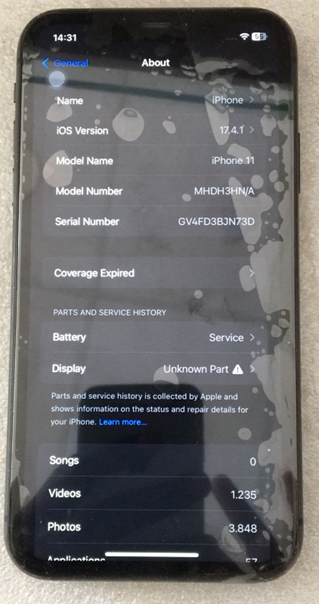 14:31
55
General
About
Name iPhone
iOS Version 17.4.1
Model Name iPhone 11
Model Number MHDH3HN/A
Serial Number GV4FD3BJN73D
Coverage Expired
PARTS AND SERVICE HISTORY
Battery Service
Display Unknown Part
Parts and service history is collected by Apple and
shows information on the status and repair details for
your iPhone. Learn more...
Songs 0
Videos 1.235
Photos 3.848
Applications 57